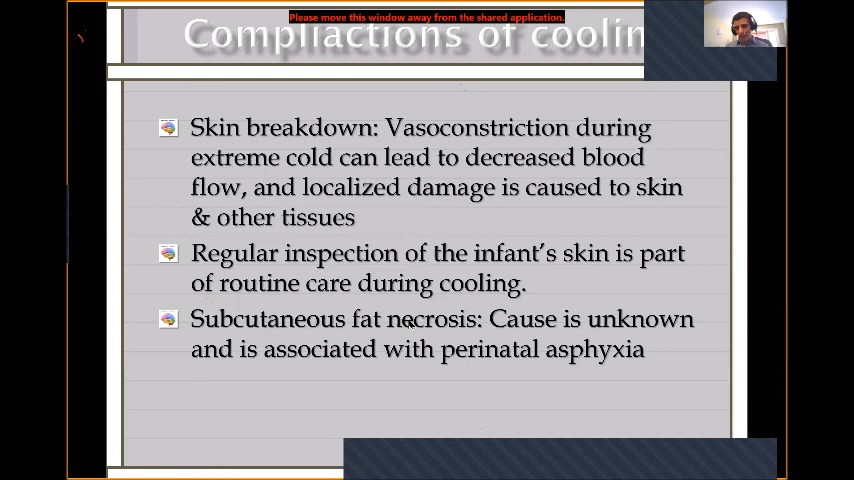 Please move this window away from the shared application.
Compliactions of coolin
Skin breakdown: Vasoconstriction during
extreme cold can lead to decreased blood
flow, and localized damage is caused to skin
& other tissues
Regular inspection of the infant's skin is part
of routine care during cooling.
Subcutaneous fat necrosis: Cause is unknown
and is associated with perinatal asphyxia